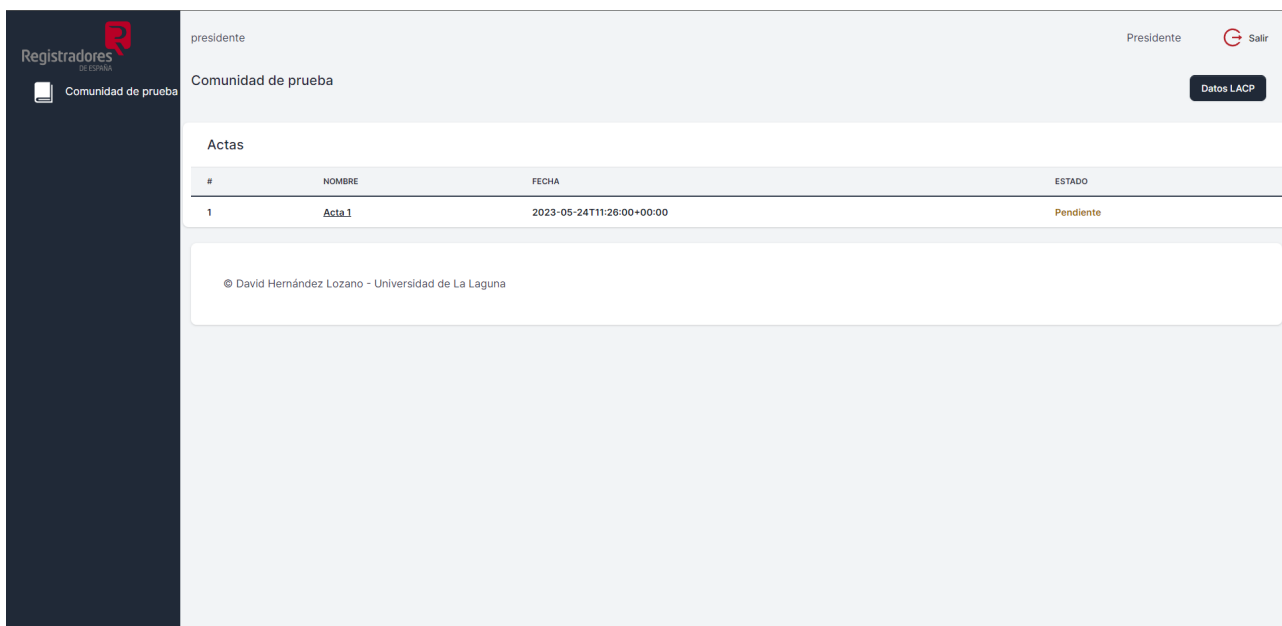 Registradores
DE ESPAÑA
Comunidad de prueba
presidente
Presidente
Salir
Comunidad de prueba
Datos LACP
Actas
# NOMBRE FECHA ESTADO
1 Acta 1 2023-05-24T11:26:00+00:00 Pendiente
© David Hernández Lozano - Universidad de La Laguna